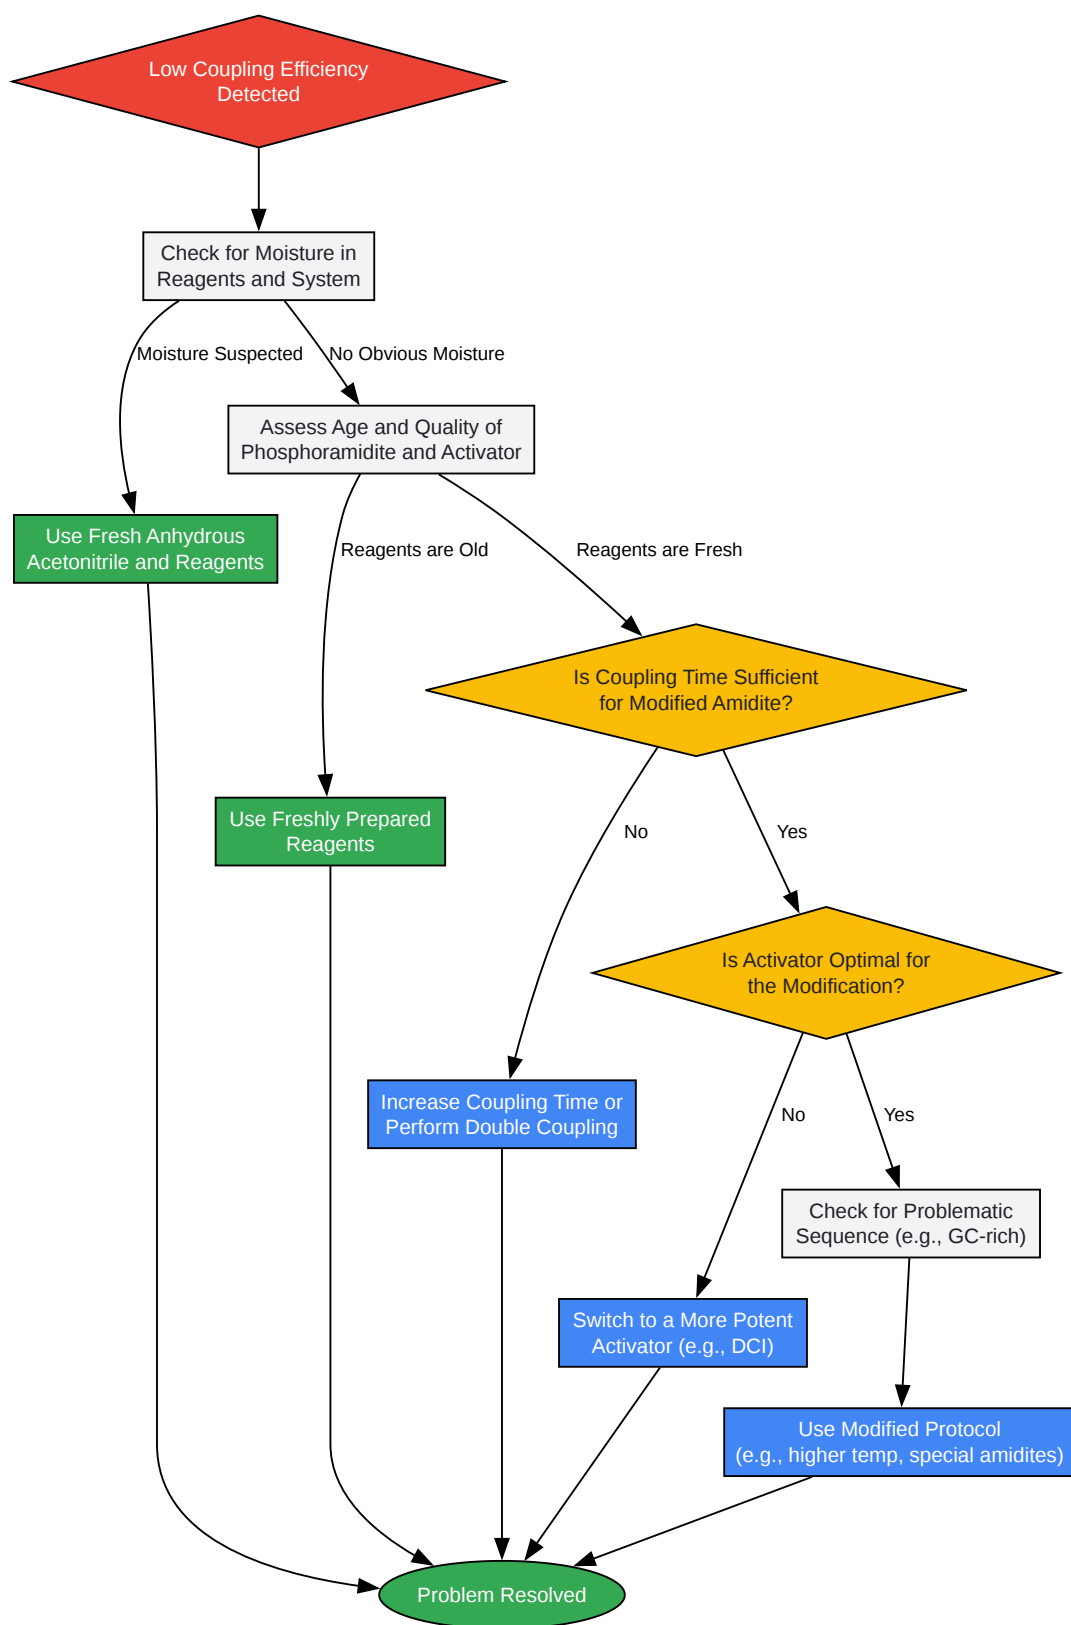 Low Coupling Efficiency
Detected
Check for Moisture in
Reagents and System
Moisture Suspected
No Obvious Moisture
Assess Age and Quality of
Phosphoramidite and Activator
Use Fresh Anhydrous
Acetonitrile and Reagents
Reagents are Old
Reagents are Fresh
Is Coupling Time Sufficient
for Modified Amidite?
Use Freshly Prepared
Reagents
No
Yes
Is Activator Optimal for
the Modification?
Increase Coupling Time or
Perform Double Coupling
No
Yes
Check for Problematic
Sequence (e.g., GC-rich)
Switch to a More Potent
Activator (e.g., DCI)
Use Modified Protocol
(e.g., higher temp, special amidites)
Problem Resolved